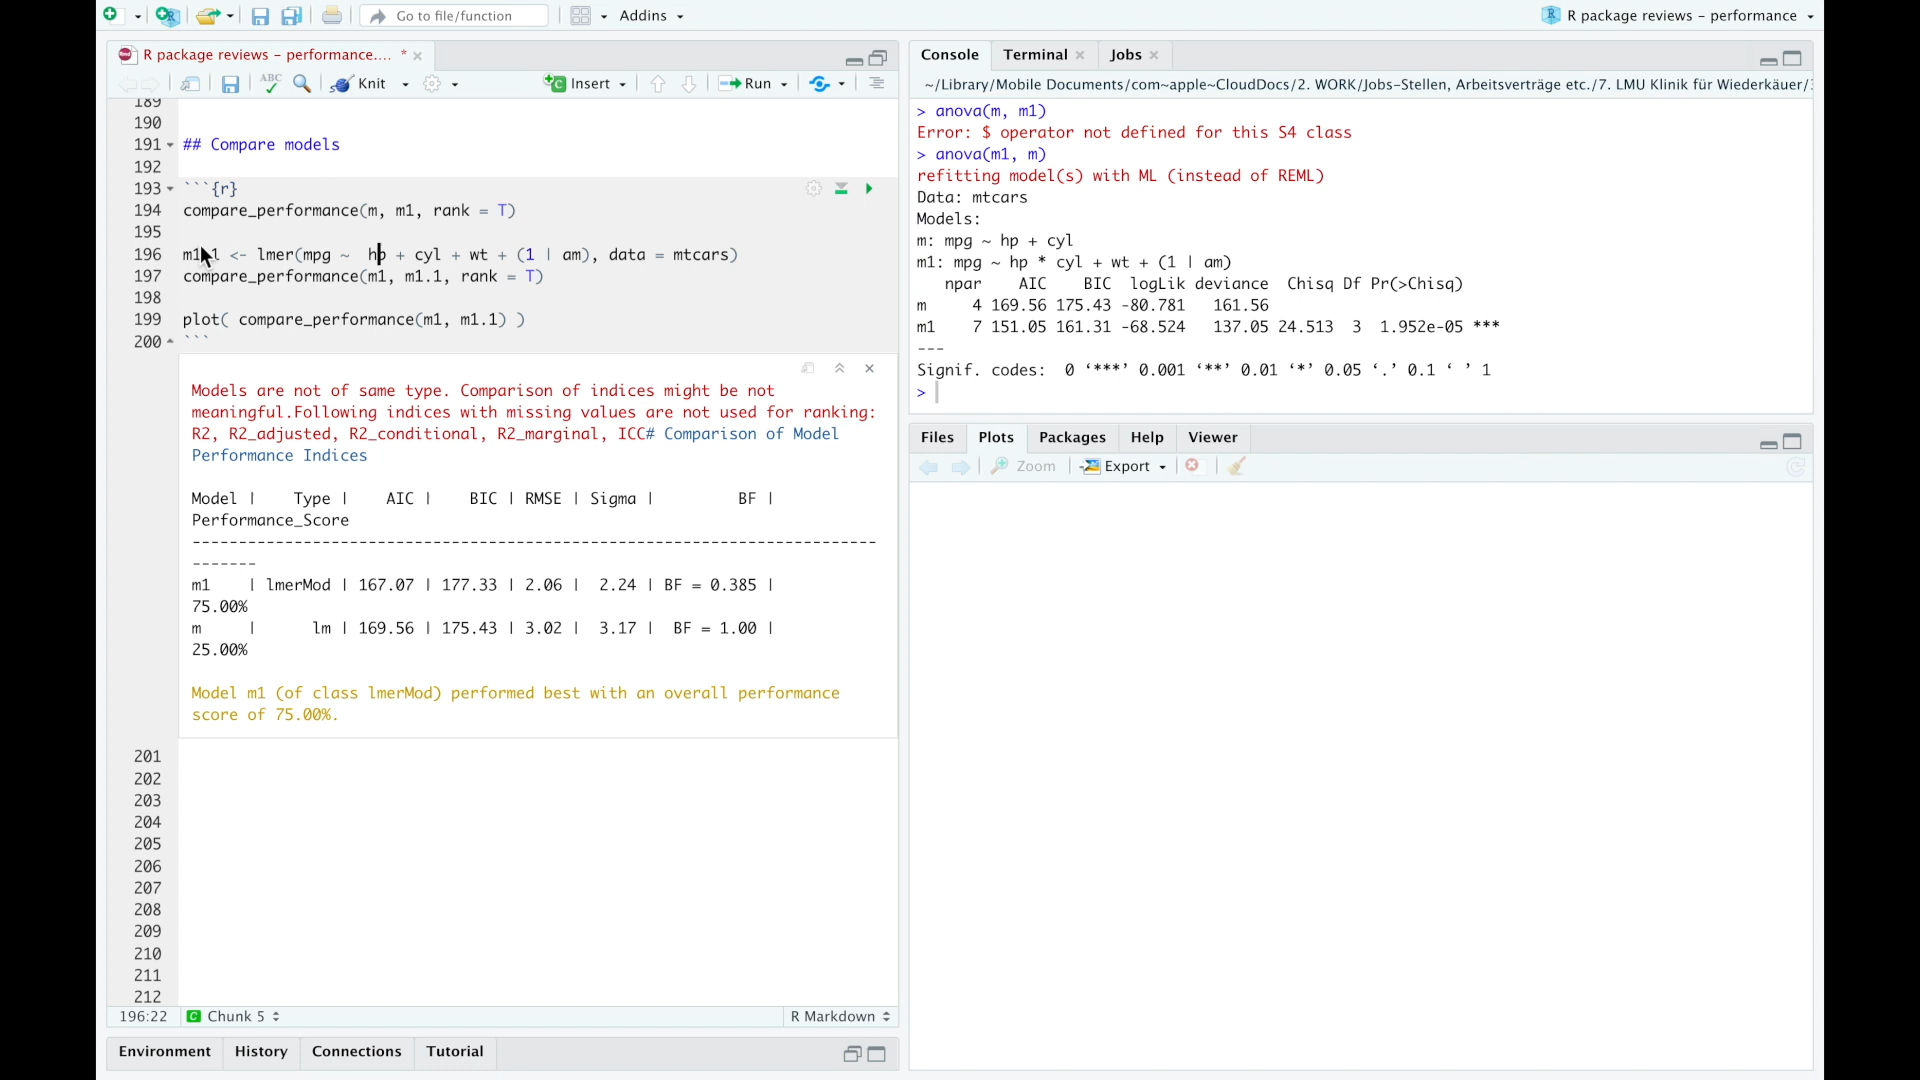 Go to file/function
Addins
R package reviews – performance
R package reviews – performance.... *
Knit
Insert
Run
189
190
191 ## Compare models
192
193 ```{r}
194 compare_performance(m, m1, rank = T)
195
196 m1.1 <- lmer(mpg ~  hp + cyl + wt + (1 | am), data = mtcars)
197 compare_performance(m1, m1.1, rank = T)
198
199 plot( compare_performance(m1, m1.1) )
200 ```
Models are not of same type. Comparison of indices might be not
meaningful.Following indices with missing values are not used for ranking:
R2, R2_adjusted, R2_conditional, R2_marginal, ICC# Comparison of Model
Performance Indices
Model | Type | AIC | BIC | RMSE | Sigma | BF |
Performance_Score
--------------------------------------------------------------------------
-------
m1 | lmerMod | 167.07 | 177.33 | 2.06 | 2.24 | BF = 0.385 |
75.00%
m | lm | 169.56 | 175.43 | 3.02 | 3.17 | BF = 1.00 |
25.00%
Model m1 (of class lmerMod) performed best with an overall performance
score of 75.00%.
201
202
203
204
205
206
207
208
209
210
211
212
196:22 C Chunk 5 R Markdown
Environment History Connections Tutorial
Console Terminal Jobs
~/Library/Mobile Documents/com~apple~CloudDocs/2. WORK/Jobs-Stellen, Arbeitsverträge etc./7. LMU Klinik für Wiederkäuer/
> anova(m, m1)
Error: $ operator not defined for this S4 class
> anova(m1, m)
refitting model(s) with ML (instead of REML)
Data: mtcars
Models:
m: mpg ~ hp + cyl
m1: mpg ~ hp * cyl + wt + (1 | am)
npar AIC BIC logLik deviance Chisq Df Pr(>Chisq)
m 4 169.56 175.43 -80.781 161.56
m1 7 151.05 161.31 -68.524 137.05 24.513 3 1.952e-05 ***
---
Signif. codes: 0 ‘***’ 0.001 ‘**’ 0.01 ‘*’ 0.05 ‘.’ 0.1 ‘ ’ 1
>
Files Plots Packages Help Viewer
Zoom Export